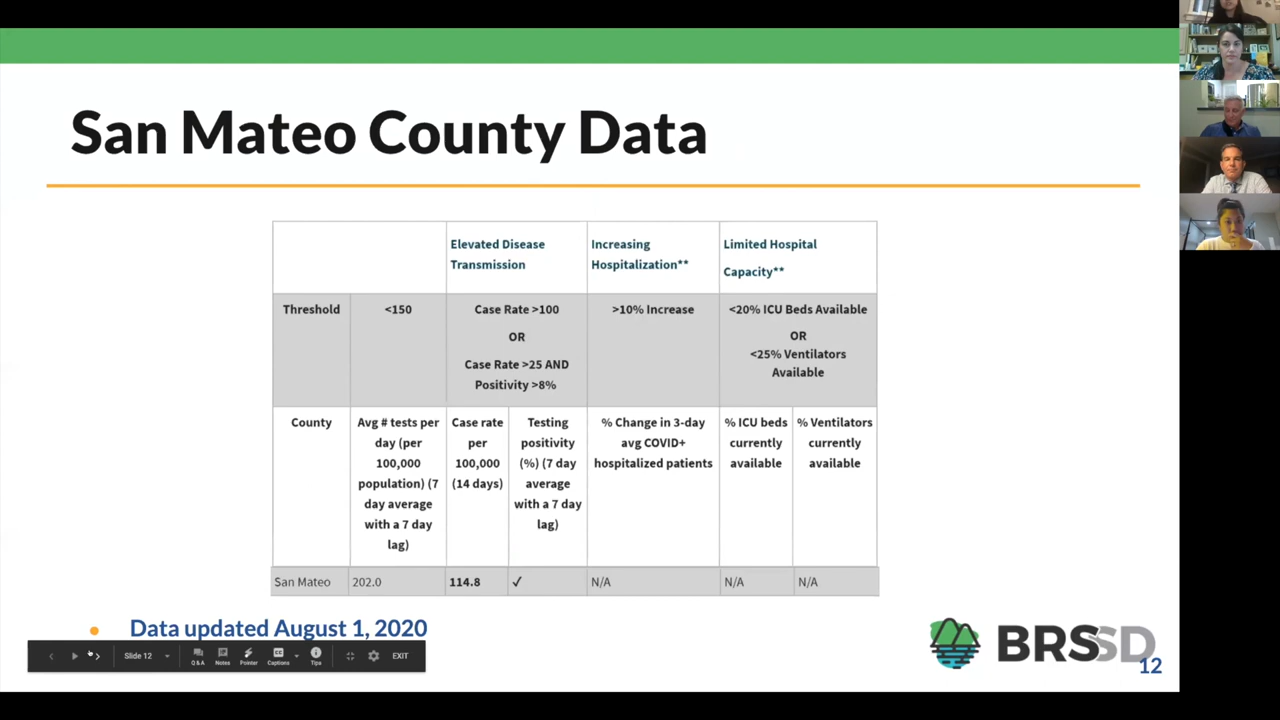 San Mateo County Data
Elevated Disease
Transmission
Increasing
Hospitalization**
Limited Hospital
Capacity**
Threshold
<150
Case Rate >100
OR
Case Rate >25 AND
Positivity >8%
>10% Increase
<20% ICU Beds Available
OR
<25% Ventilators
Available
County
Avg # tests per
day (per
100,000
population) (7
day average
with a 7 day
lag)
Case rate
per
100,000
(14 days)
Testing
positivity
(%) (7 day
average
with a 7 day
lag)
% Change in 3-day
avg COVID+
hospitalized patients
% ICU beds
currently
available
% Ventilators
currently
available
San Mateo
202.0
114.8
✓
N/A
N/A
N/A
Data updated August 1, 2020
Slide 12
Q & A
Notes
Pointer
Captions
Tips
EXIT
BRSSD
12